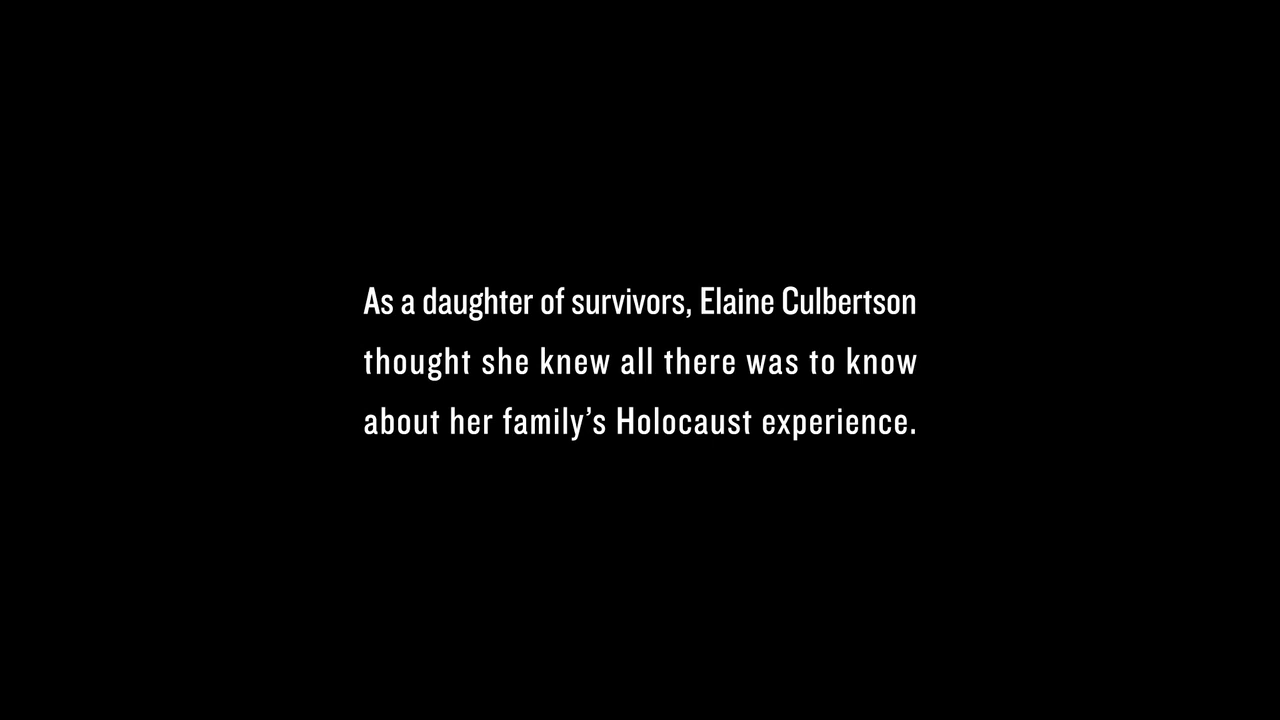 As a daughter of survivors, Elaine Culbertson
thought she knew all there was to know
about her family’s Holocaust experience.